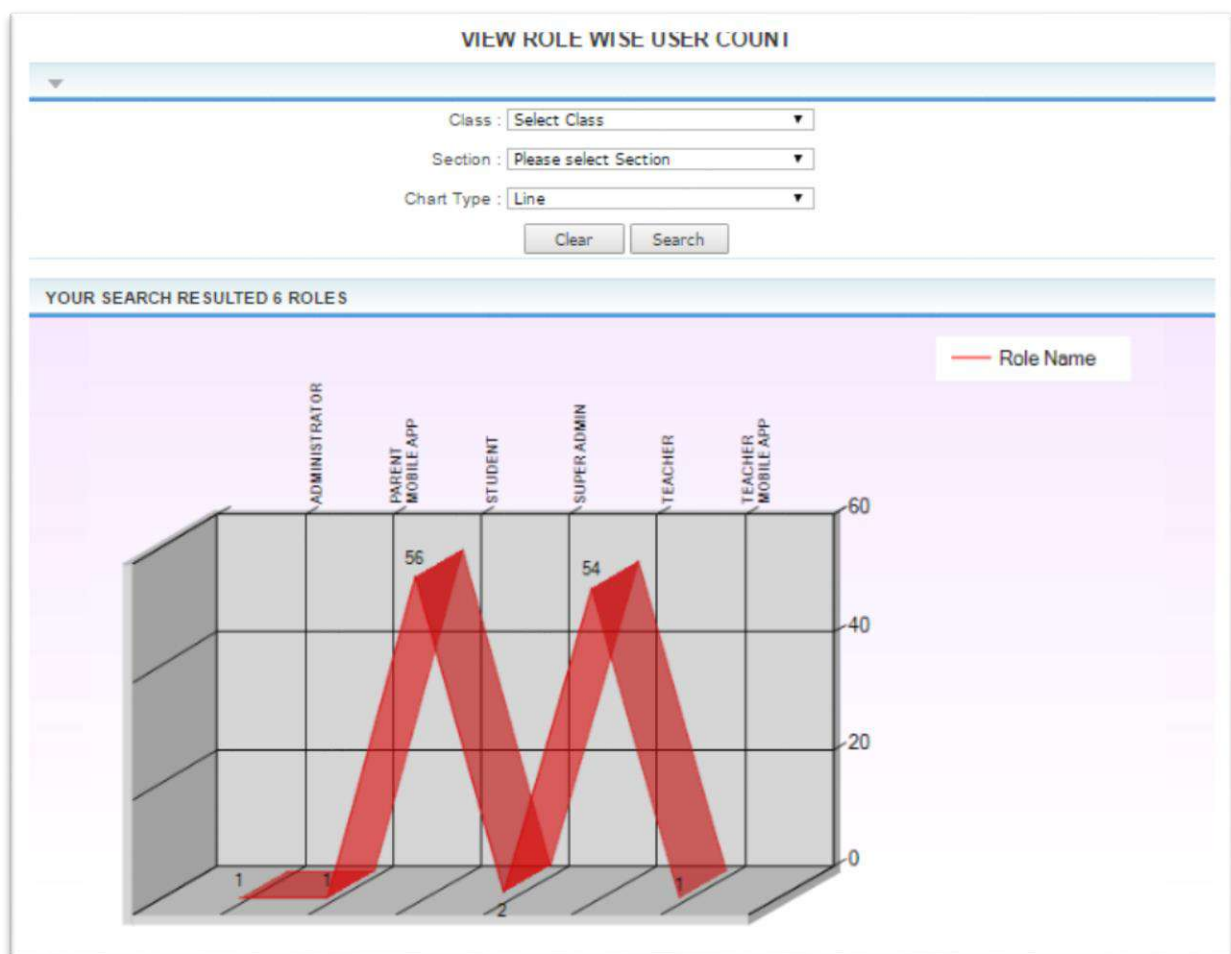 VIEW ROLE WISE USER COUNT
Class : Select Class
Section : Please select Section
Chart Type : Line
Clear Search
YOUR SEARCH RESULTED 6 ROLES
Role Name
ADMINISTRATOR
PARENT
MOBILE APP
STUDENT
SUPER ADMIN
TEACHER
TEACHER
MOBILE APP
60
56
54
40
20
0
1
1
2
1